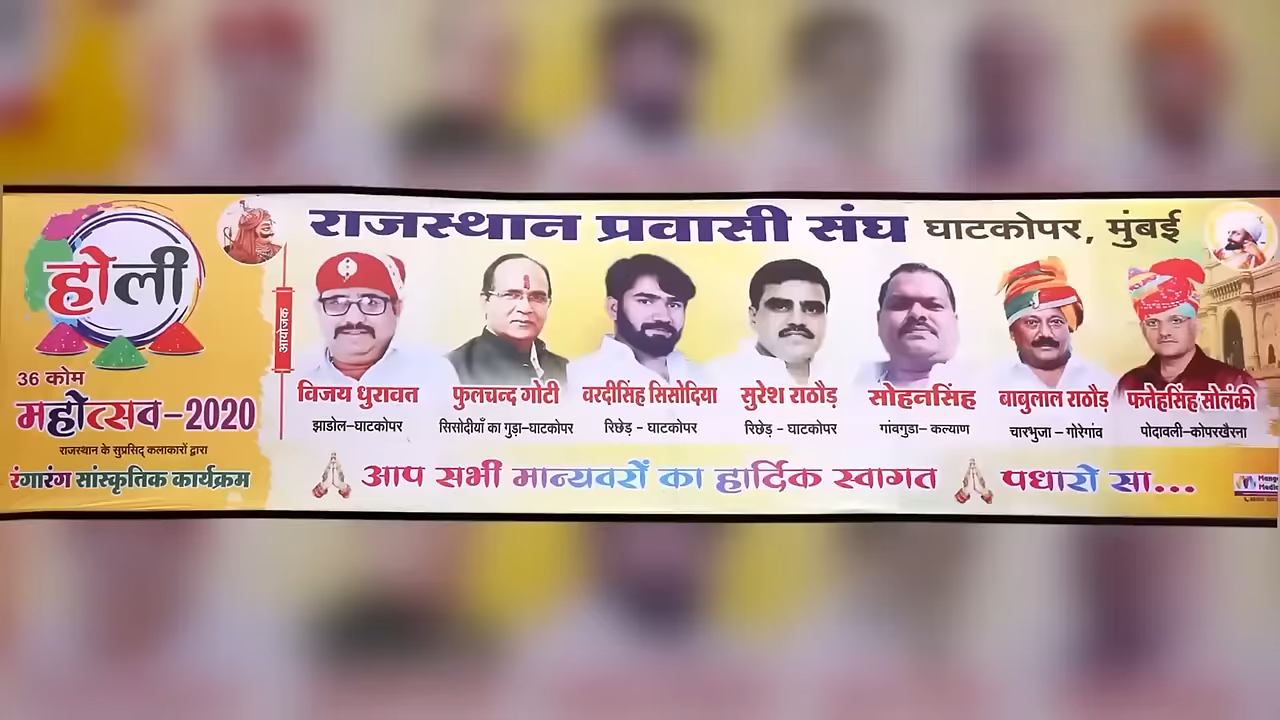 होली
36 कोम
महोत्सव-2020
राजस्थान के सुप्रसिद् कलाकारों द्वारा
रंगारंग सांस्कृतिक कार्यक्रम
राजस्थान प्रवासी संघ घाटकोपर, मुंबई
आयोजक
विजय धुरावत
झाडोल-घाटकोपर
फुलचन्द गोटी
सिसोदीयाँ का गुड़ा-घाटकोपर
वरदीसिंह सिसोदिया
रिछेड़ - घाटकोपर
सुरेश राठौड़
रिछेड़ - घाटकोपर
सोहनसिंह
गांवगुडा- कल्याण
बाबुलाल राठौड़
चारभुजा - गोरेगांव
फतेहसिंह सोलंकी
पोदावली-कोपरखैरना
आप सभी मान्यवरों का हार्दिक स्वागत पधारो सा...